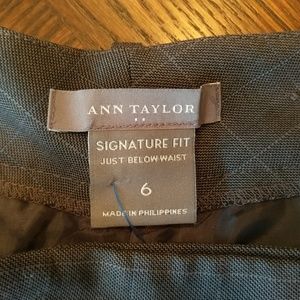 ANN TAYLOR
SIGNATURE FIT
JUST BELOW WAIST
6
MADE IN PHILIPPINES